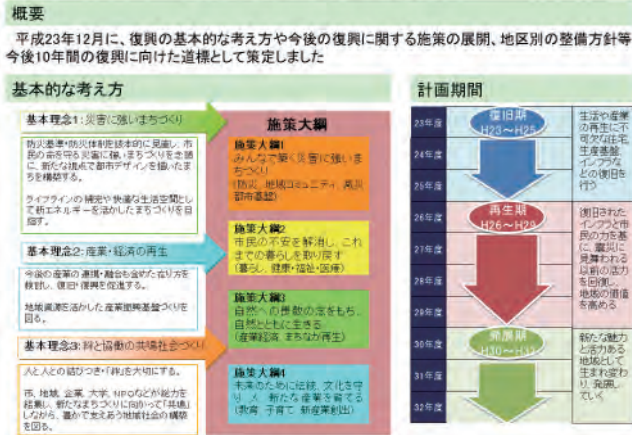 概要
平成23年12月に、復興の基本的な考え方や今後の復興に関する施策の展開、地区別の整備方針等
今後10年間の復興に向けた道標として策定しました
基本的な考え方
基本理念1:災害に強いまちづくり
防災基準・防災体制を抜本的に見直し、市
民の命を守る災害に強いまちづくりを念頭
に、新たな視点で都市デザインを描いたま
ちを構築する。
ライフラインの補完や快適な生活空間とし
て新エネルギーを活かしたまちづくりを目
指す。
基本理念2:産業・経済の再生
今後の産業の連携・融合も含めた在り方を
検討し、復旧・復興を促進する。
地域資源を活かした産業振興基盤づくりを
図る。
基本理念3:絆と協働の共鳴社会づくり
人と人との結びつき・「絆」を大切にする。
市、地域、企業、大学、NPOなどが総力を
結集し、新たなまちづくりに向かって「共鳴」
しながら、豊かで支えあう地域社会の構築
を図る。
施策大綱
施策大綱1
みんなで築く災害に強いま
ちづくり
(防災、地域コミュニティ、震災
都市基盤)
施策大綱2
市民の不安を解消し、これ
までの暮らしを取り戻す
(暮らし、健康・福祉・医療)
施策大綱3
自然への畏敬の念をもち、
自然とともに生きる
(産業経済、まちなか再生)
施策大綱4
未来のために伝統、文化を守
り、人、新たな産業を育てる
(教育、子育て、新産業創出)
計画期間
23年度
24年度
25年度
26年度
27年度
28年度
29年度
30年度
31年度
32年度
復旧期
H23～H25
再生期
H26～H29
発展期
H30～H32
生活や産業
の再生に不
可欠な住宅、
生産基盤、
インフラな
どの復旧を
行う
復旧された
インフラと市
民の力を基
に、震災に
見舞われる
以前の活力
を回復し、
地域の価値
を高める
新たな魅力
と活力ある
地域として
生まれ変わ
り、発展し
ていく